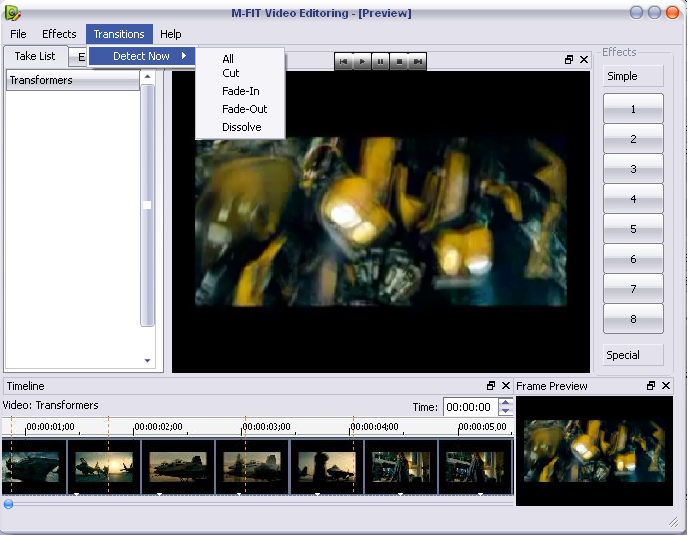 M-FIT Video Editoring - [Preview]
File Effects Transitions Help
Take List E
Detect Now
All
Cut
Fade-In
Fade-Out
Dissolve
Transformers
Effects
Simple
1
2
3
4
5
6
7
8
Special
Timeline
Frame Preview
Video: Transformers
Time: 00:00:00
00:00:01;00 00:00:02;00 00:00:03;00 00:00:04;00 00:00:05,00